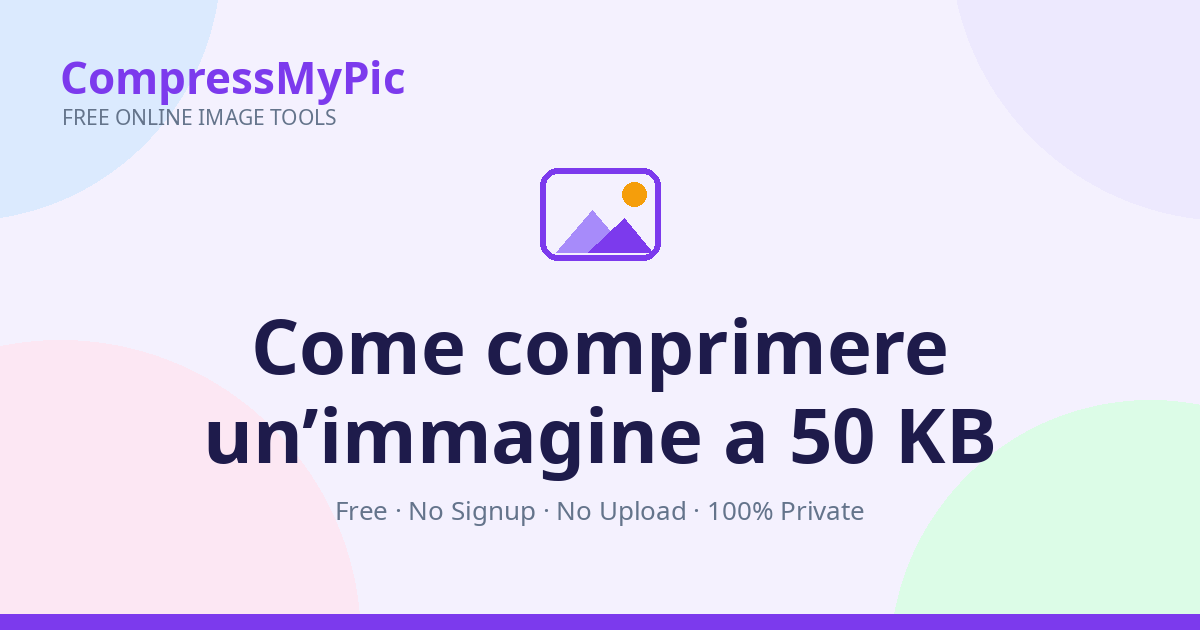 CompressMyPic
FREE ONLINE IMAGE TOOLS
Come comprimere
un’immagine a 50 KB
Free · No Signup · No Upload · 100% Private